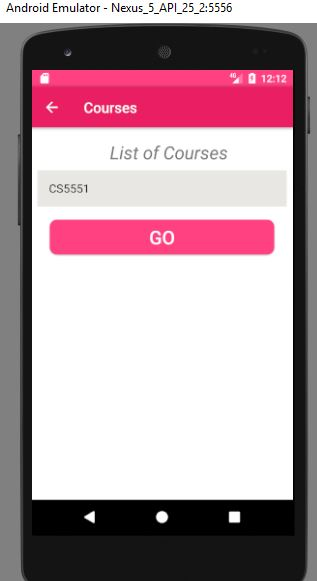 Android Emulator - Nexus_5_API_25_2:5556
4G 12:12
Courses
List of Courses
CS5551
GO